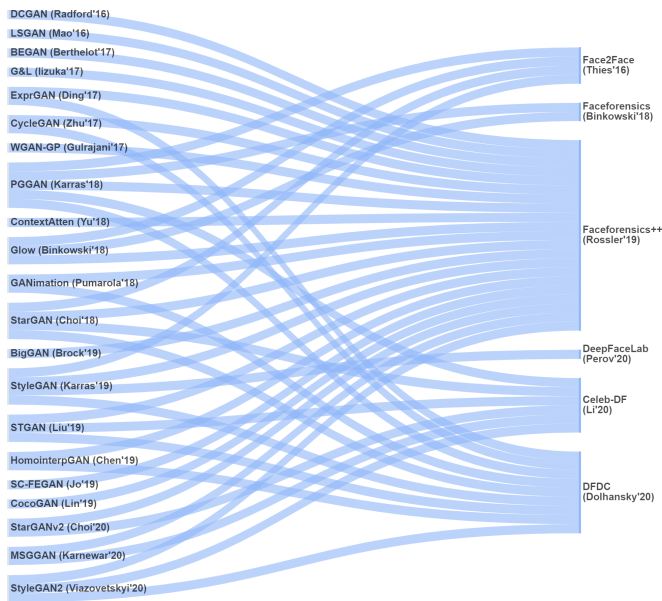 DCGAN (Radford'16)
LSGAN (Mao'16)
BEGAN (Berthelot'17)
G&L (Iizuka'17)
ExprGAN (Ding'17)
CycleGAN (Zhu'17)
WGAN-GP (Gulrajani'17)
PGGAN (Karras'18)
ContextAtten (Yu'18)
Glow (Binkowski'18)
GANimation (Pumarola'18)
StarGAN (Choi'18)
BigGAN (Brock'19)
StyleGAN (Karras'19)
STGAN (Liu'19)
HomointerpGAN (Chen'19)
SC-FEGAN (Jo'19)
CocoGAN (Lin'19)
StarGANv2 (Choi'20)
MSGGAN (Karnewar'20)
StyleGAN2 (Viazovetskyi'20)
Face2Face
(Thies'16)
Faceforensics
(Binkowski'18)
Faceforensics++
(Rossler'19)
DeepFaceLab
(Perov'20)
Celeb-DF
(Li'20)
DFDC
(Dolhansky'20)